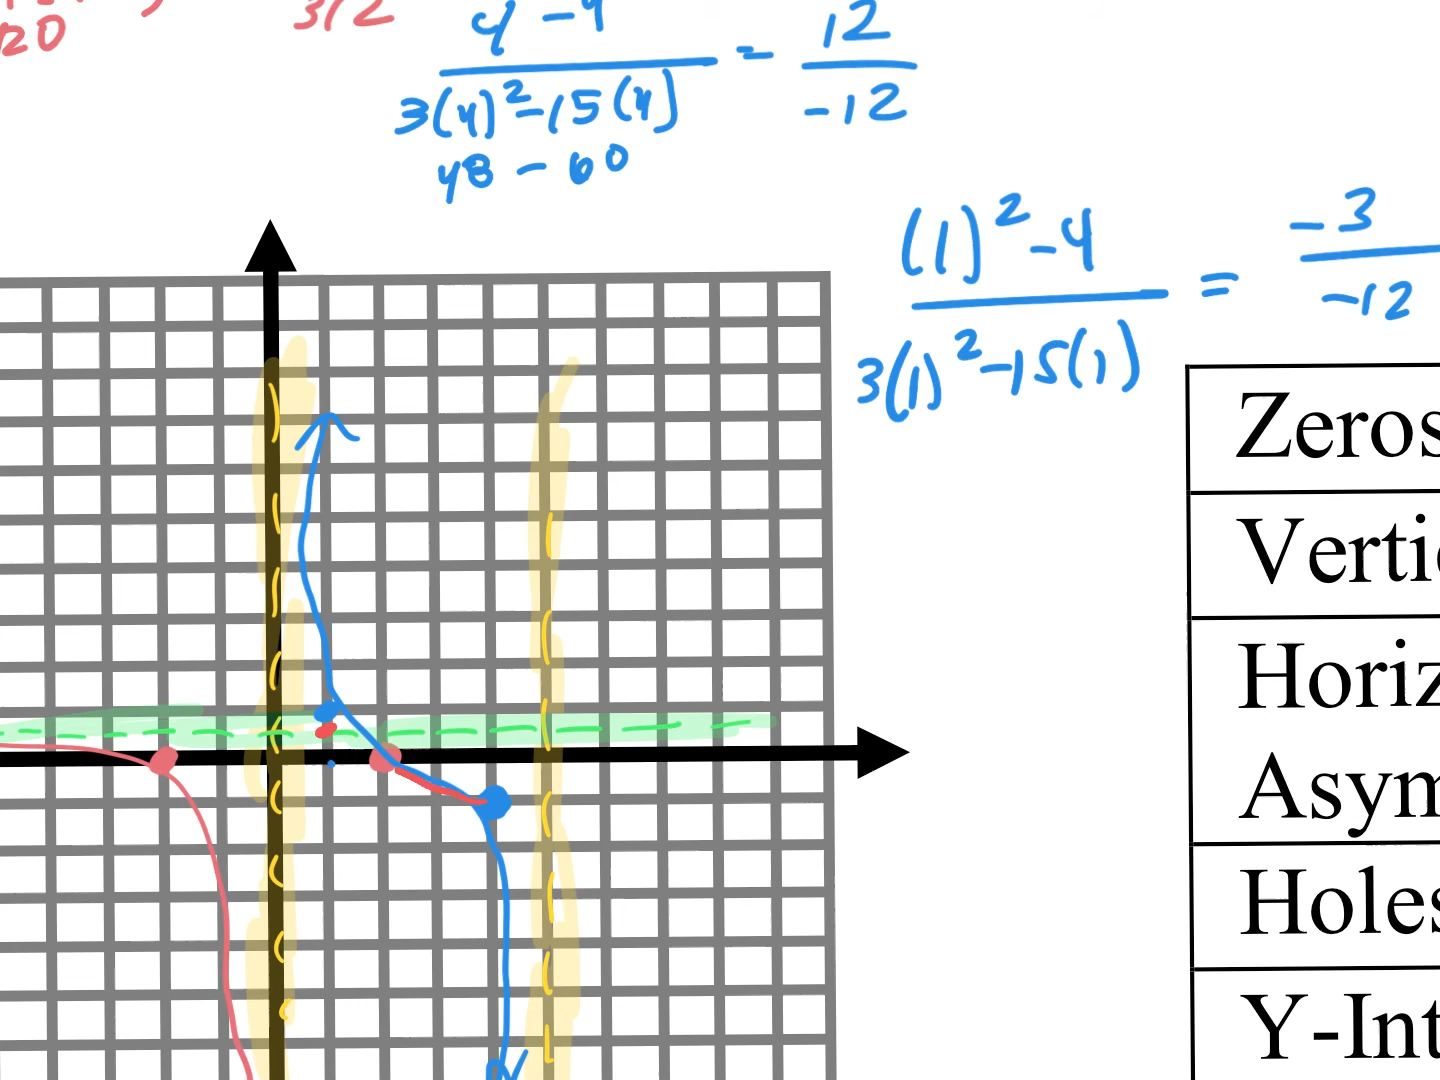 20
3/2
4 - 4 = 12
3(4)² - 15(4) -12
48 - 60
(1)² - 4 = -3
3(1)² - 15(1) -12
Zeros
Vertic
Horiz
Asym
Holes
Y-Int